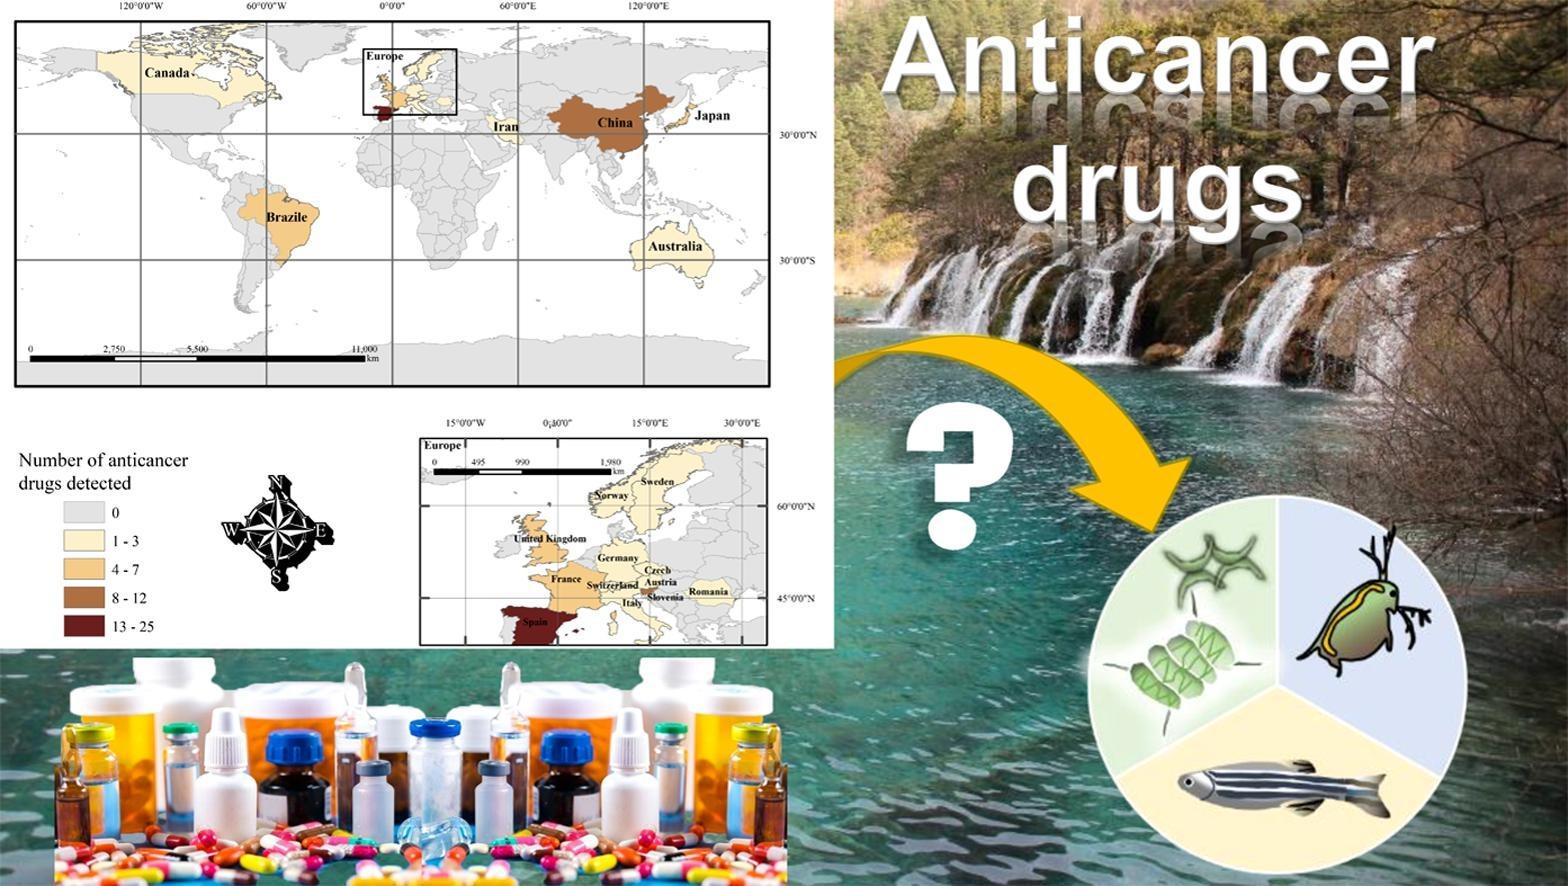 120°0'0"W 60°0'0"W 0°0'0" 60°0'0"E 120°0'0"E
Europe
Canada
Iran
China
Japan
30°0'0"N
Brazile
Australia
30°0'0"S
0 2,750 5,500 11,000
km
Number of anticancer
drugs detected
0
1 - 3
4 - 7
8 - 12
13 - 25
N
W E
S
15°0'0"W 0°0'0" 15°0'0"E 30°0'0"E
Europe
0 495 990 1,980
km
Sweden
Norway
60°0'0"N
United Kingdom
Germany
Czech
France
Switzerland
Austria
Romania
Slovenia
45°0'0"N
Italy
Spain
Anticancer
drugs
?